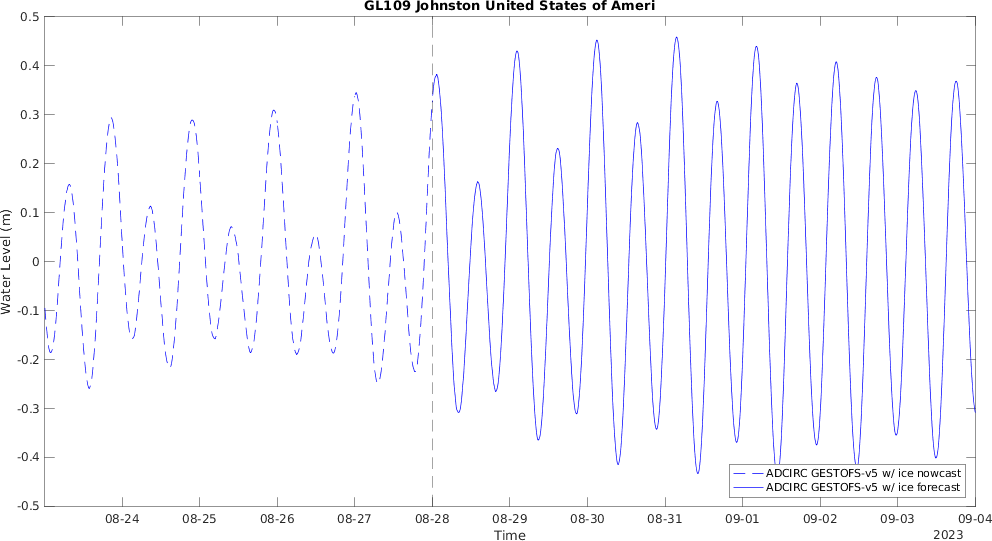 GL109 Johnston United States of Ameri
0.5
0.4
0.3
0.2
0.1
0
-0.1
-0.2
-0.3
-0.4
-0.5
Water Level (m)
ADCIRC GESTOFS-v5 w/ ice nowcast
ADCIRC GESTOFS-v5 w/ ice forecast
08-24 08-25 08-26 08-27 08-28 08-29 08-30 08-31 09-01 09-02 09-03 09-04
Time
2023